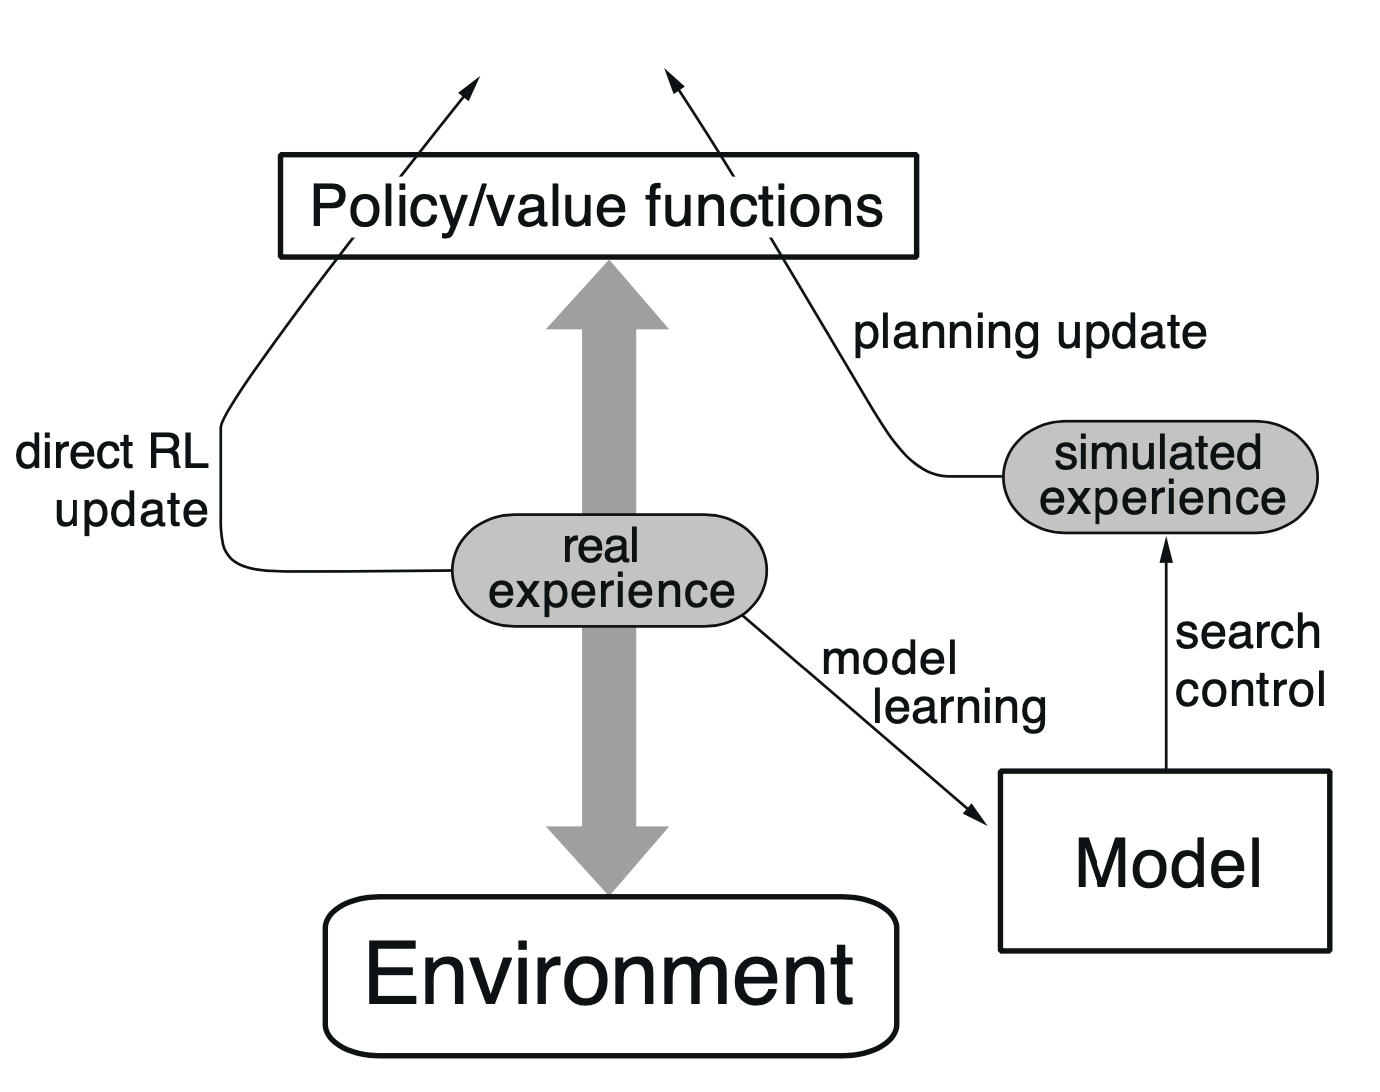 Policy/value functions
planning update
direct RL
update
simulated
experience
real
experience
model
learning
search
control
Model
Environment